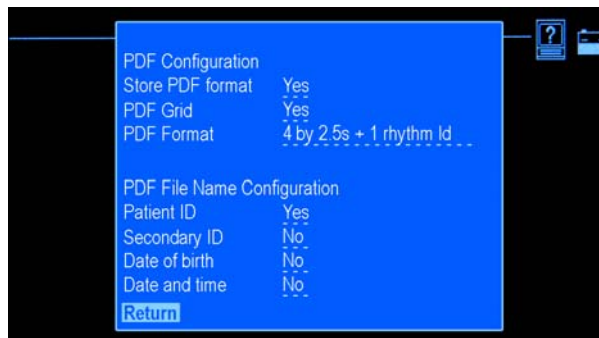 ?
PDF Configuration
Store PDF format Yes
PDF Grid Yes
PDF Format 4 by 2.5s + 1 rhythm ld
PDF File Name Configuration
Patient ID Yes
Secondary ID No
Date of birth No
Date and time No
Return